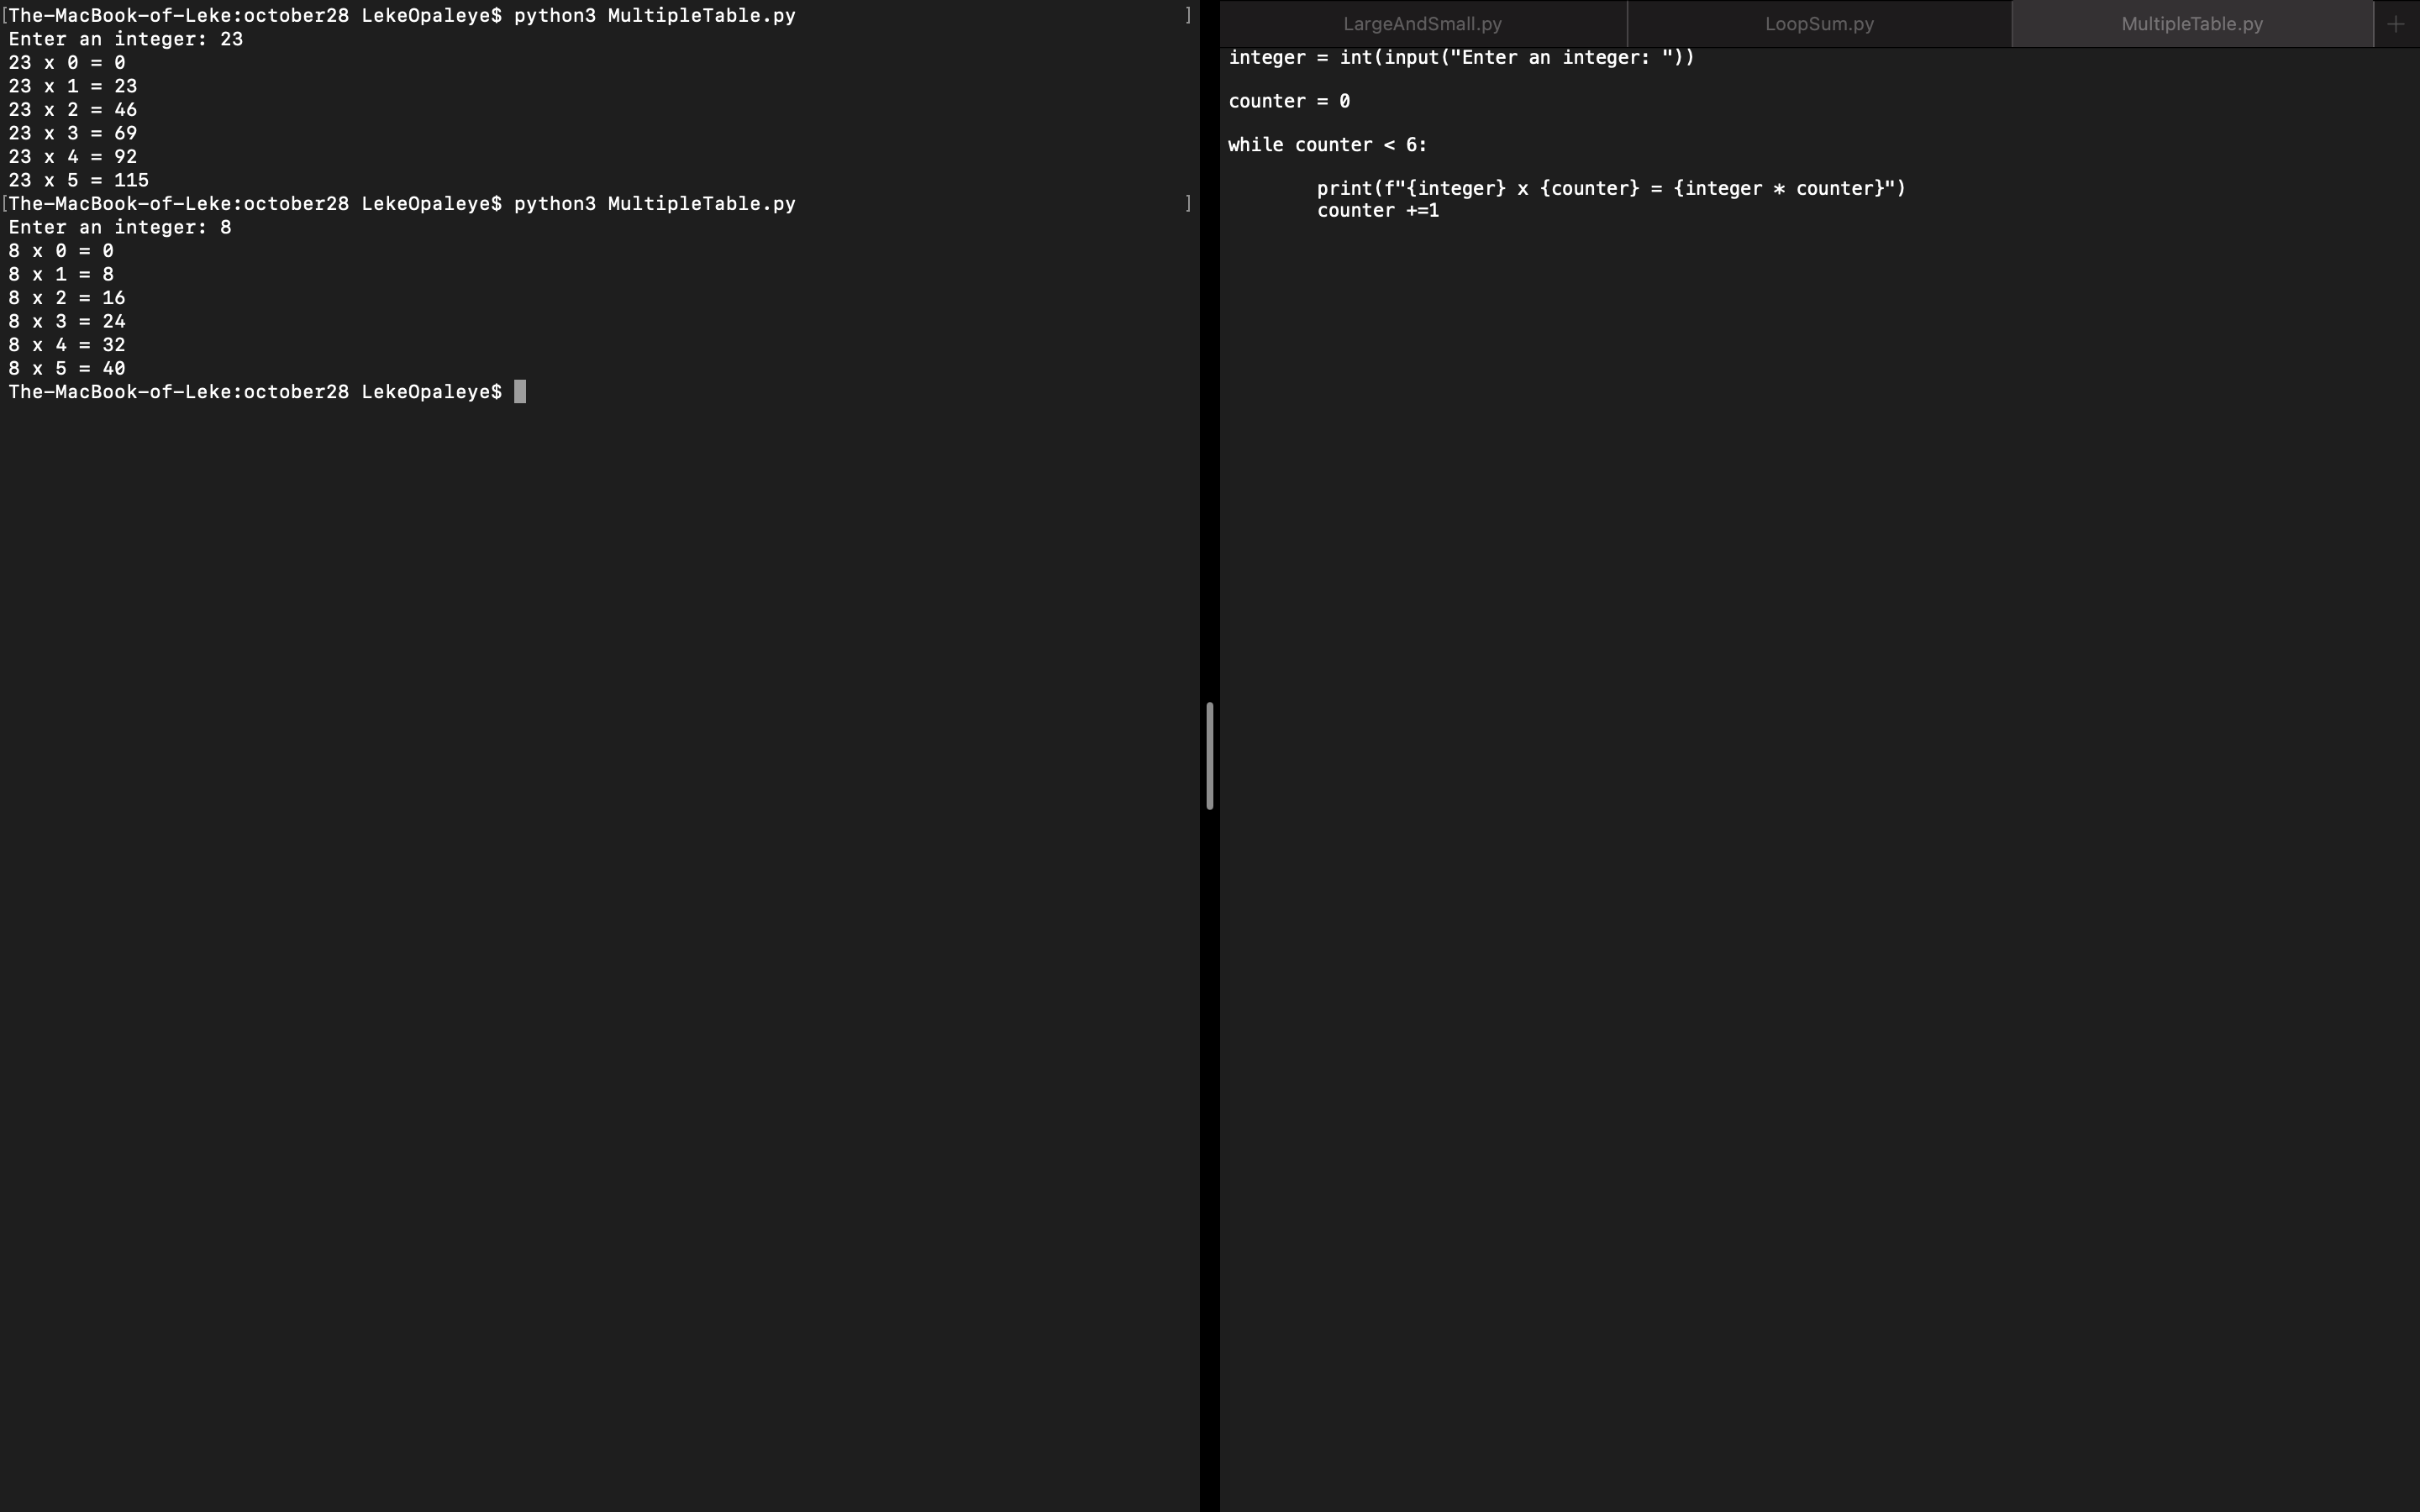 [The-MacBook-of-Leke:october28 LekeOpaleye$ python3 MultipleTable.py ]
Enter an integer: 23
23 x 0 = 0
23 x 1 = 23
23 x 2 = 46
23 x 3 = 69
23 x 4 = 92
23 x 5 = 115
[The-MacBook-of-Leke:october28 LekeOpaleye$ python3 MultipleTable.py ]
Enter an integer: 8
8 x 0 = 0
8 x 1 = 8
8 x 2 = 16
8 x 3 = 24
8 x 4 = 32
8 x 5 = 40
The-MacBook-of-Leke:october28 LekeOpaleye$
LargeAndSmall.py LoopSum.py MultipleTable.py +
integer = int(input("Enter an integer: "))
counter = 0
while counter < 6:
        print(f"{integer} x {counter} = {integer * counter}")
        counter +=1